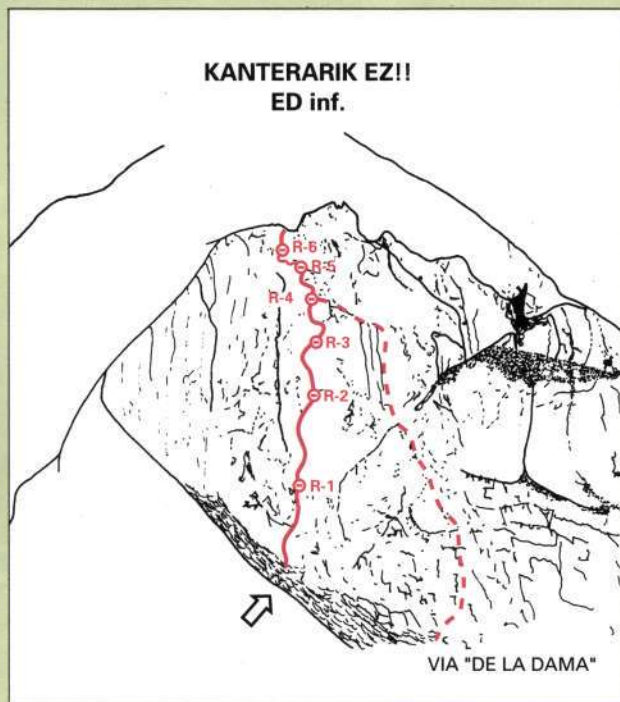 KANTERARIK EZ!!
ED inf.
R-6
R-5
R-4
R-3
R-2
R-1
VIA "DE LA DAMA"